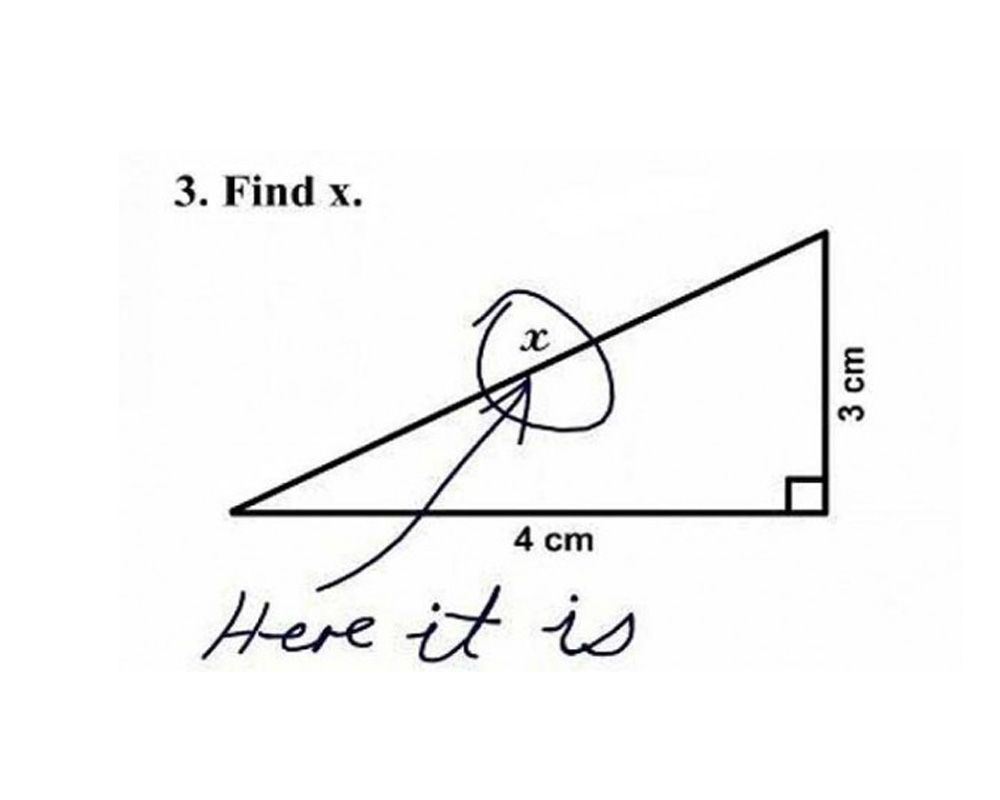 3. Find x.
x
3 cm
4 cm
Here it is